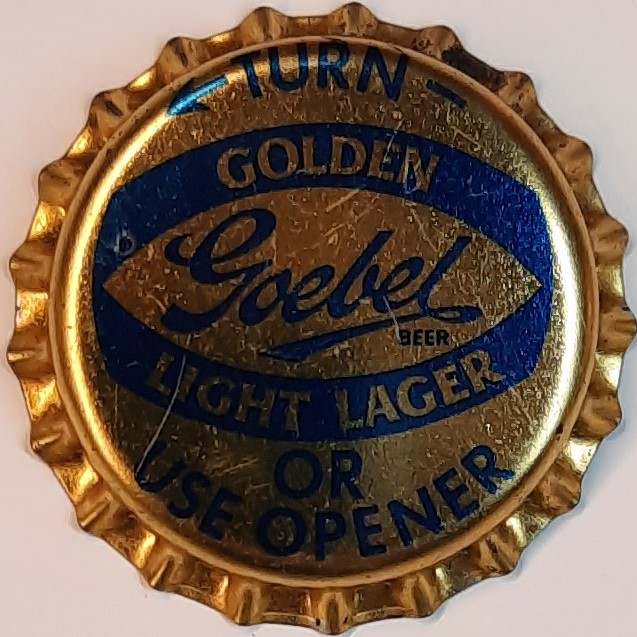 TURN
GOLDEN
Goebel
BEER
LIGHT LAGER
OR
USE OPENER